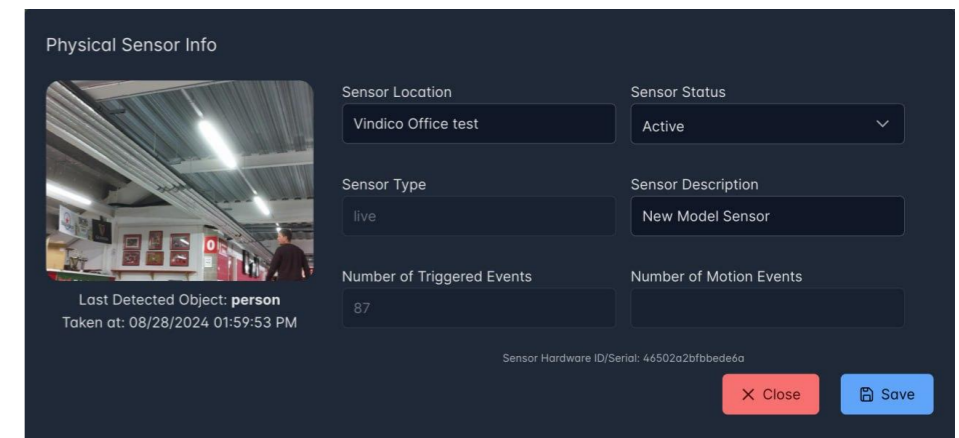 Physical Sensor Info
Sensor Location
Vindico Office test
Sensor Status
Active
Sensor Type
live
Sensor Description
New Model Sensor
Number of Triggered Events
87
Number of Motion Events
0
Last Detected Object: person
Taken at: 08/28/2024 01:59:53 PM
Sensor Hardware ID/Serial: 46502a2bfbbede6a
Close
Save